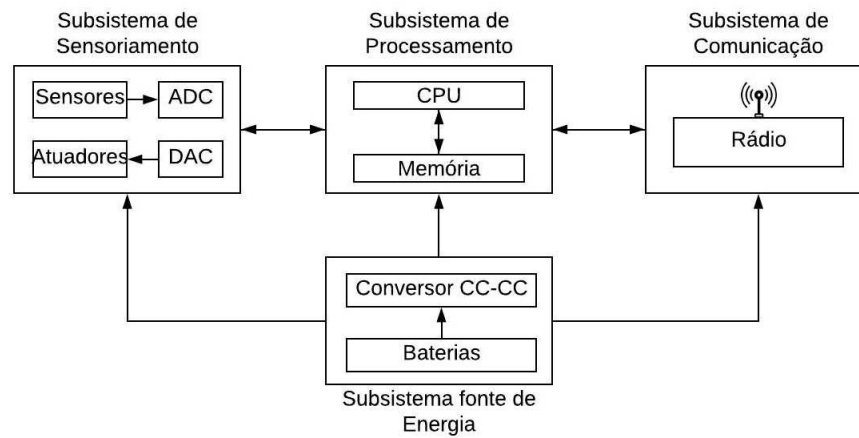 Subsistema de
Sensoriamento
Subsistema de
Processamento
Subsistema de
Comunicação
Sensores
ADC
Atuadores
DAC
CPU
Memória
Rádio
Conversor CC-CC
Baterias
Subsistema fonte de
Energia